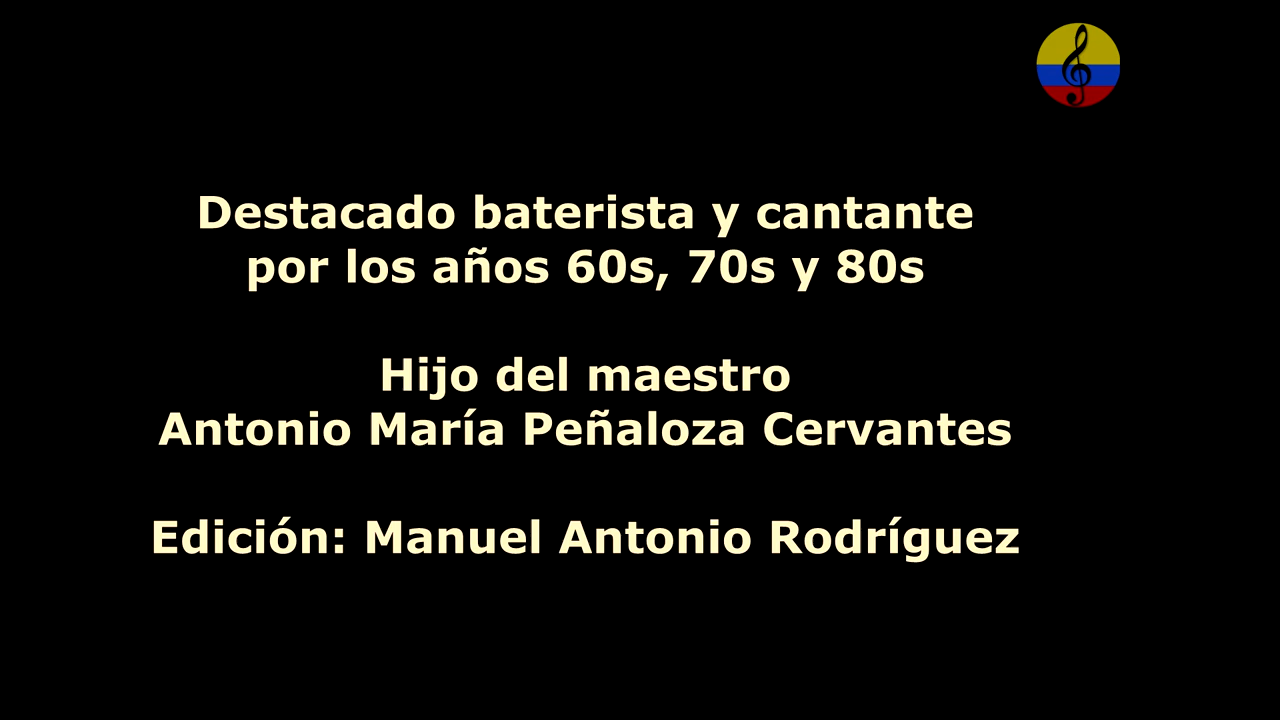 Destacado baterista y cantante
por los años 60s, 70s y 80s
Hijo del maestro
Antonio María Peñaloza Cervantes
Edición: Manuel Antonio Rodríguez